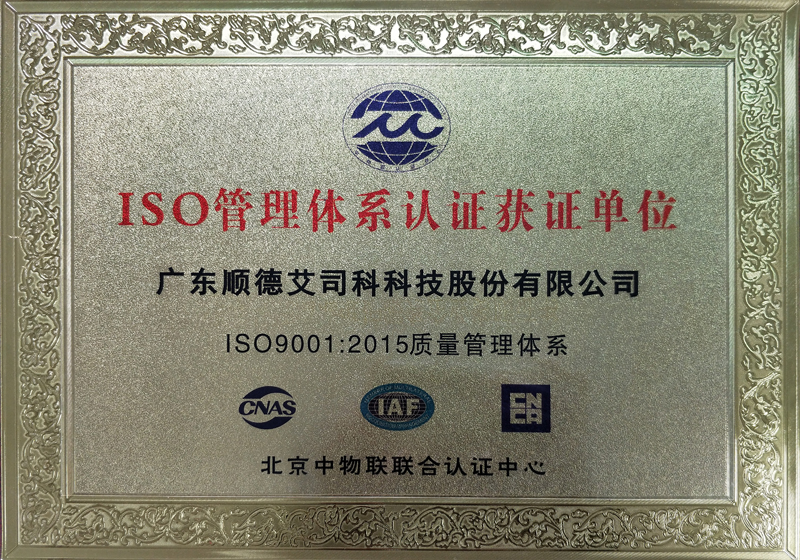 ISO管理体系认证获证单位
广东顺德艾司科科技股份有限公司
ISO9001:2015质量管理体系
CNAS
IAF
CNCA
北京中物联联合认证中心